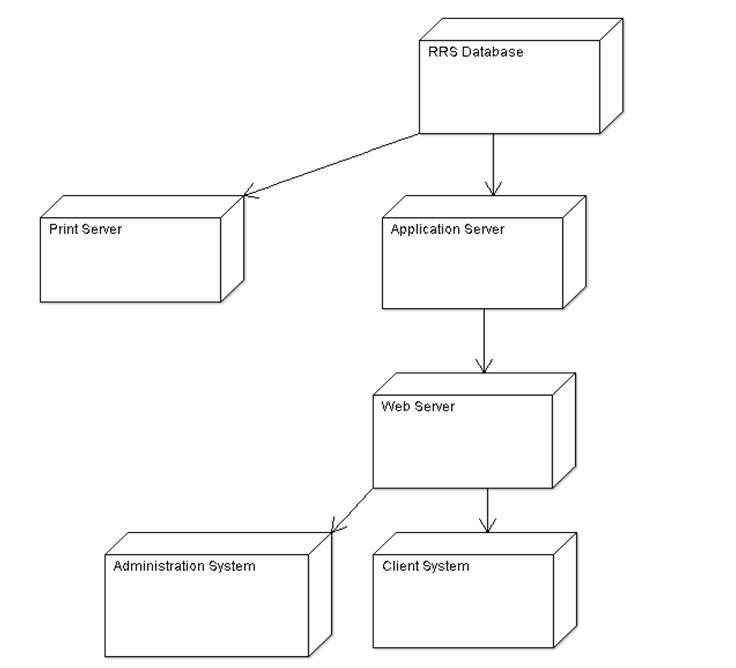 RRS Database
Print Server
Application Server
Web Server
Administration System
Client System